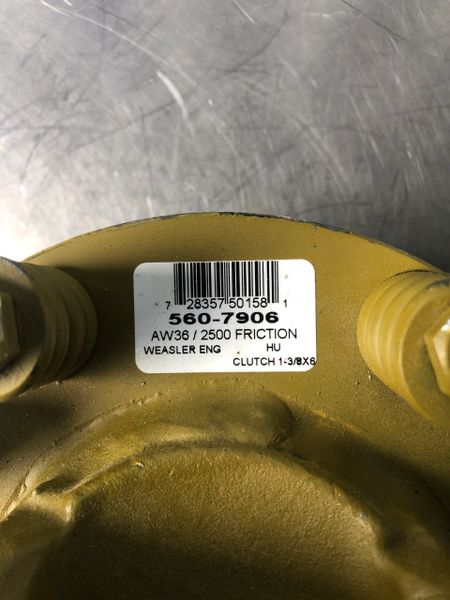 7 28357 50158 1
560-7906
AW36 / 2500 FRICTION
WEASLER ENG HU
CLUTCH 1-3/8X6